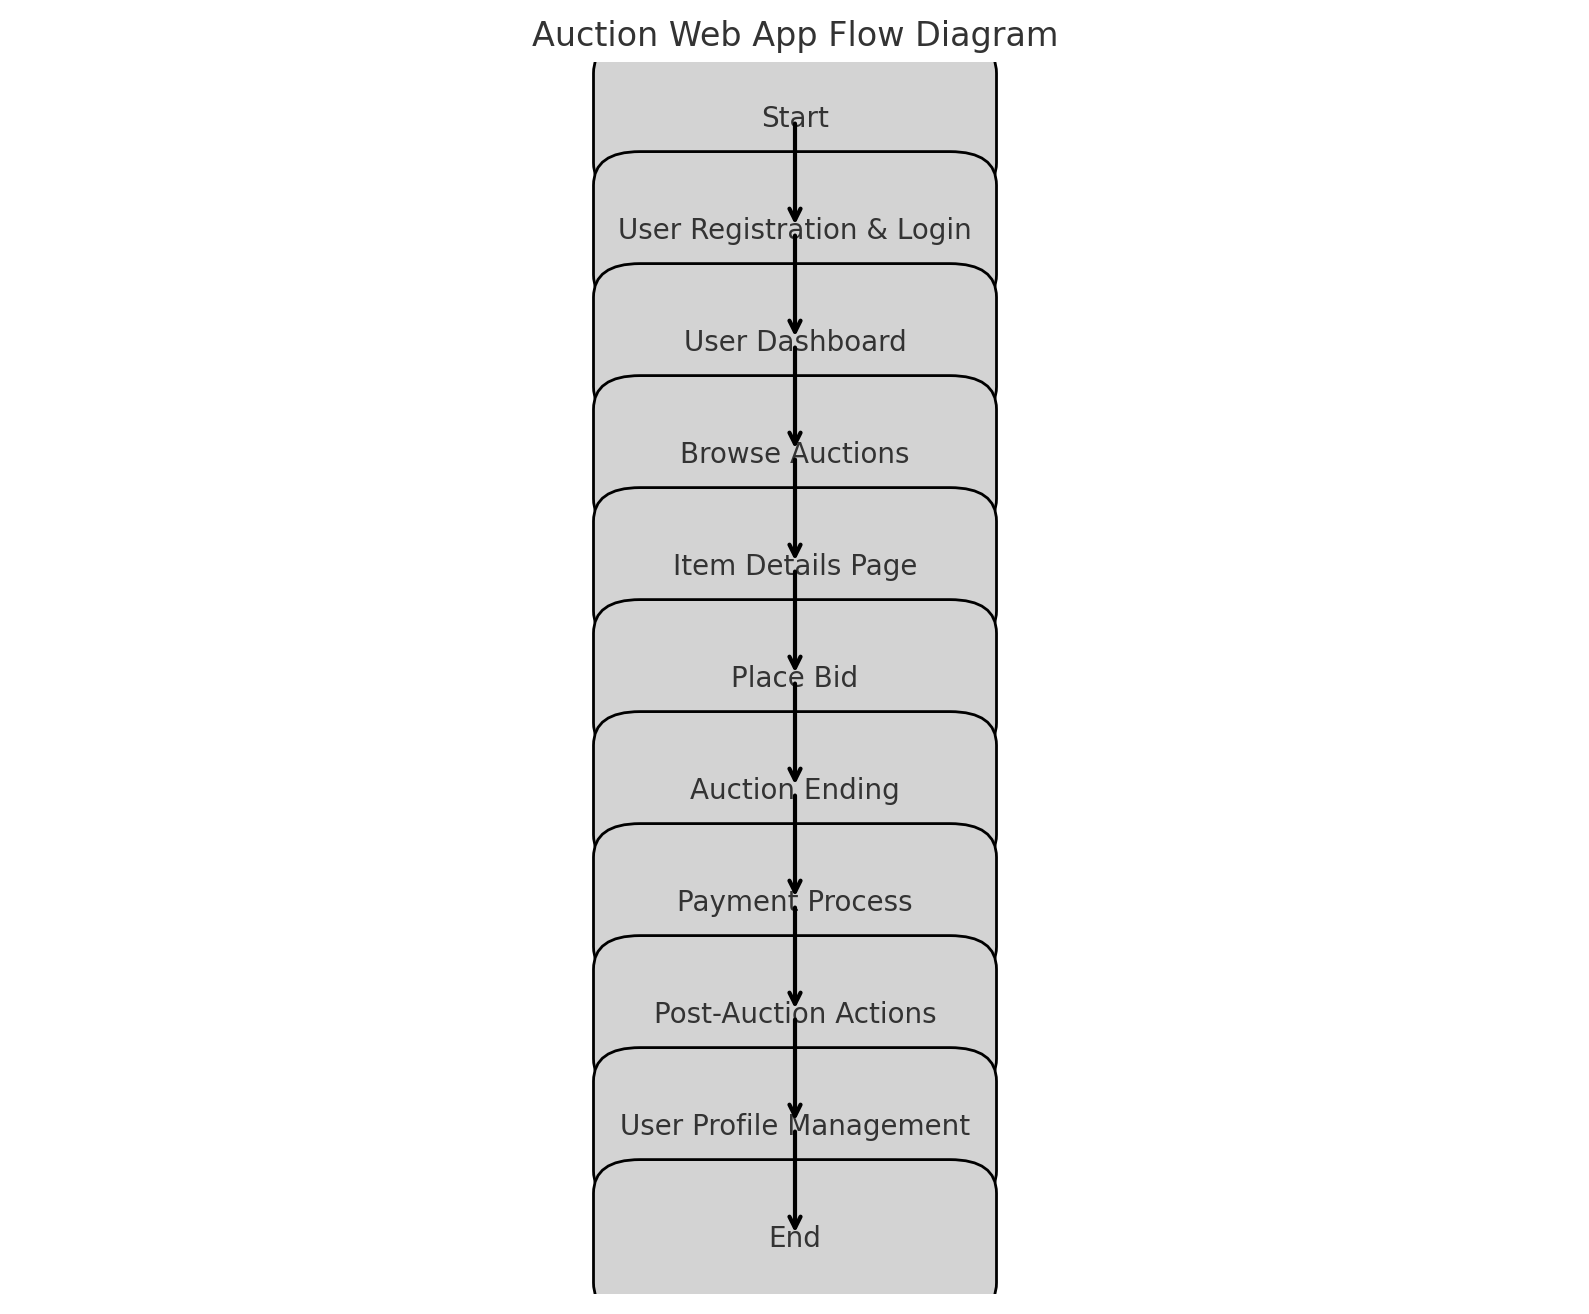 Auction Web App Flow Diagram
Start
User Registration & Login
User Dashboard
Browse Auctions
Item Details Page
Place Bid
Auction Ending
Payment Process
Post-Auction Actions
User Profile Management
End